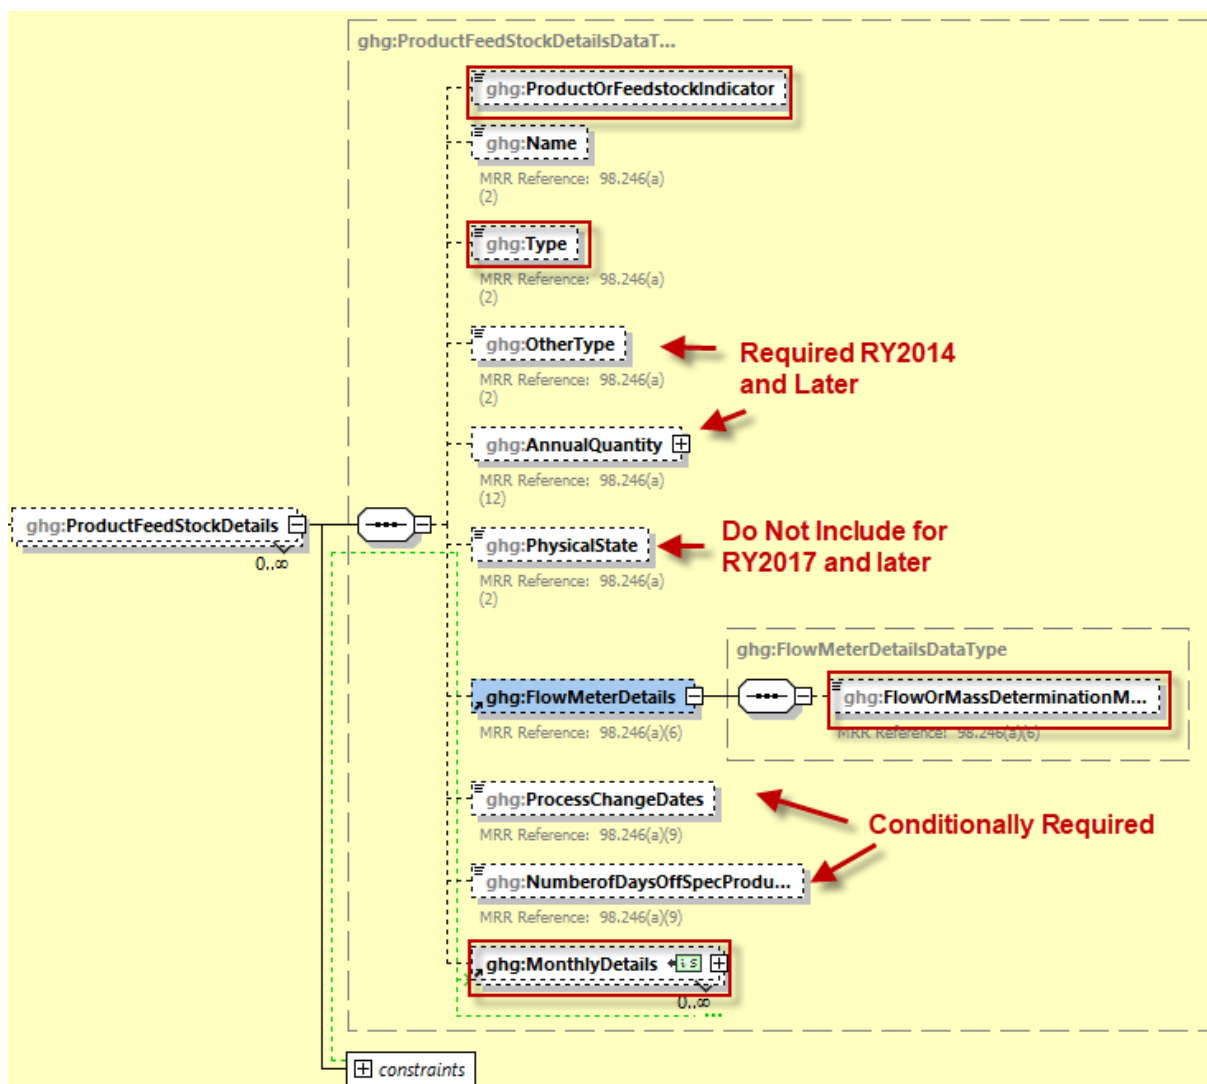 ghg:ProductFeedStockDetailsDataT...
ghg:ProductOrFeedstockIndicator
ghg:Name
MRR Reference: 98.246(a)
(2)
ghg:Type
MRR Reference: 98.246(a)
(2)
ghg:OtherType
MRR Reference: 98.246(a)
(2)
Required RY2014
and Later
ghg:AnnualQuantity
MRR Reference: 98.246(a)
(12)
ghg:ProductFeedStockDetails
0..∞
ghg:PhysicalState
MRR Reference: 98.246(a)
(2)
Do Not Include for
RY2017 and later
ghg:FlowMeterDetailsDataType
ghg:FlowMeterDetails
MRR Reference: 98.246(a)(6)
ghg:FlowOrMassDeterminationM...
MRR Reference: 98.246(a)(6)
ghg:ProcessChangeDates
MRR Reference: 98.246(a)(9)
Conditionally Required
ghg:NumberofDaysOffSpecProdu...
MRR Reference: 98.246(a)(9)
ghg:MonthlyDetails
is
0..∞
constraints